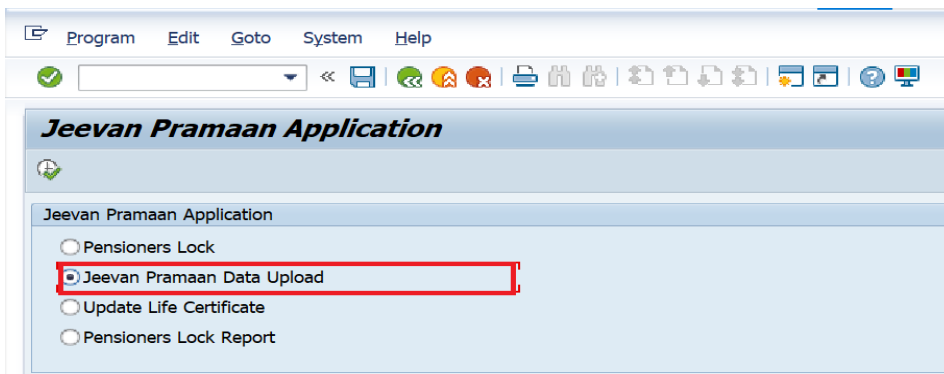 Program Edit Goto System Help
Jeevan Pramaan Application
Jeevan Pramaan Application
Pensioners Lock
Jeevan Pramaan Data Upload
Update Life Certificate
Pensioners Lock Report